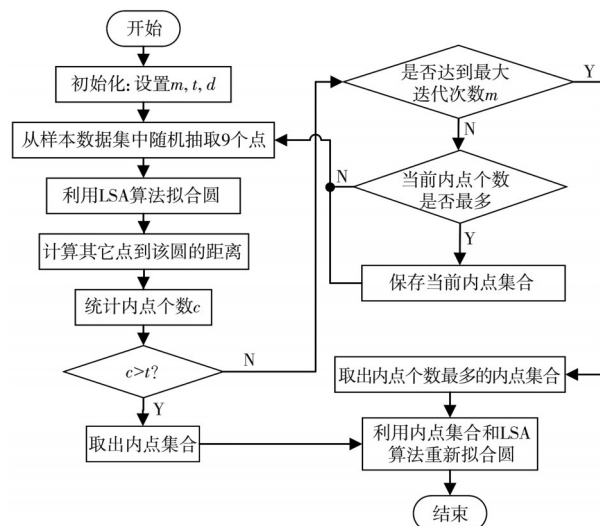 开始
初始化: 设置m, t, d
从样本数据集中随机抽取9个点
利用LSA算法拟合圆
计算其它点到该圆的距离
统计内点个数c
c>t?
N
Y
取出内点集合
是否达到最大
迭代次数m
Y
N
当前内点个数
是否最多
N
Y
保存当前内点集合
取出内点个数最多的内点集合
利用内点集合和LSA
算法重新拟合圆
结束